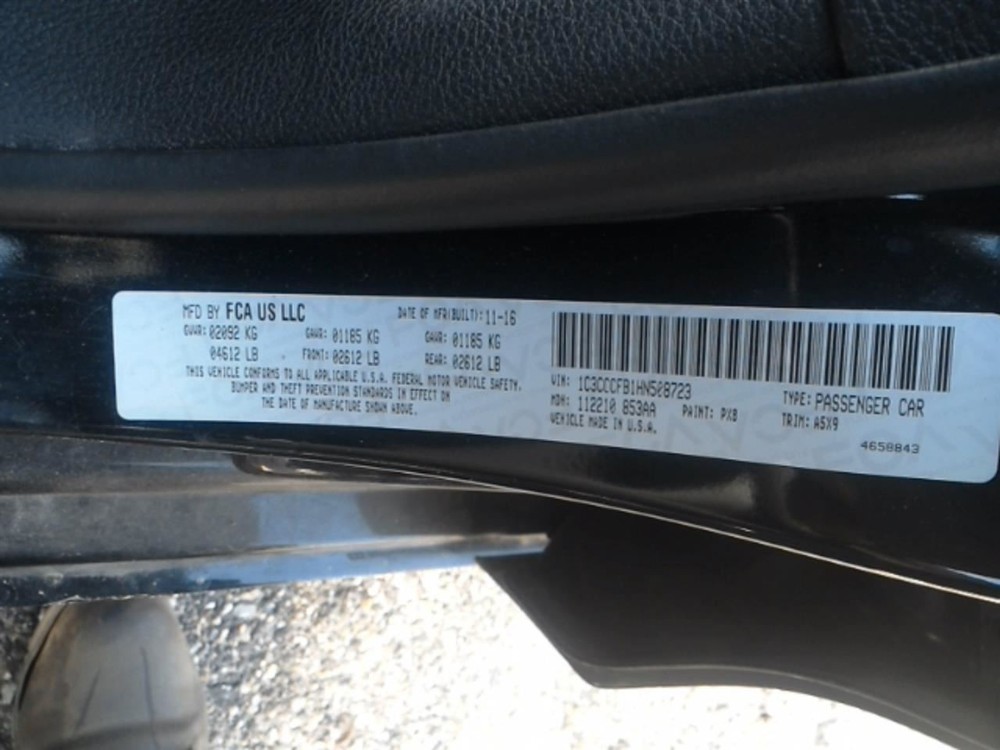 MFD BY FCA US LLC DATE OF MFR(BUILT): 11-16
GVWR: 02092 KG GAWR: 01185 KG GAWR: 01185 KG
04612 LB FRONT: 02612 LB REAR: 02612 LB
THIS VEHICLE CONFORMS TO ALL APPLICABLE U.S.A. FEDERAL MOTOR VEHICLE SAFETY,
BUMPER AND THEFT PREVENTION STANDARDS IN EFFECT ON
THE DATE OF MANUFACTURE SHOWN ABOVE.
VIN: 1C3CCCFB1HN508723 TYPE: PASSENGER CAR
MDH: 112210 853AA PAINT: PX8 TRIM: A5X9
VEHICLE MADE IN U.S.A.
4658843